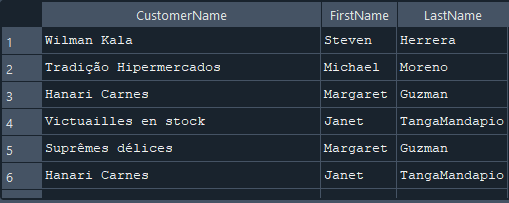 CustomerName FirstName LastName
1 Wilman Kala Steven Herrera
2 Tradição Hipermercados Michael Moreno
3 Hanari Carnes Margaret Guzman
4 Victuailles en stock Janet TangaMandapio
5 Suprêmes délices Margaret Guzman
6 Hanari Carnes Janet TangaMandapio